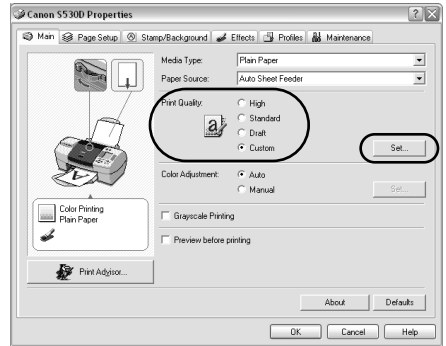 Canon S530D Properties
Main Page Setup Stamp/Background Effects Profiles Maintenance
Media Type: Plain Paper
Paper Source: Auto Sheet Feeder
Print Quality: High
Standard
Draft
Custom Set...
Color Adjustment: Auto
Manual Set...
Color Printing
Plain Paper
Grayscale Printing
Preview before printing
Print Advisor...
About Defaults
OK Cancel Help